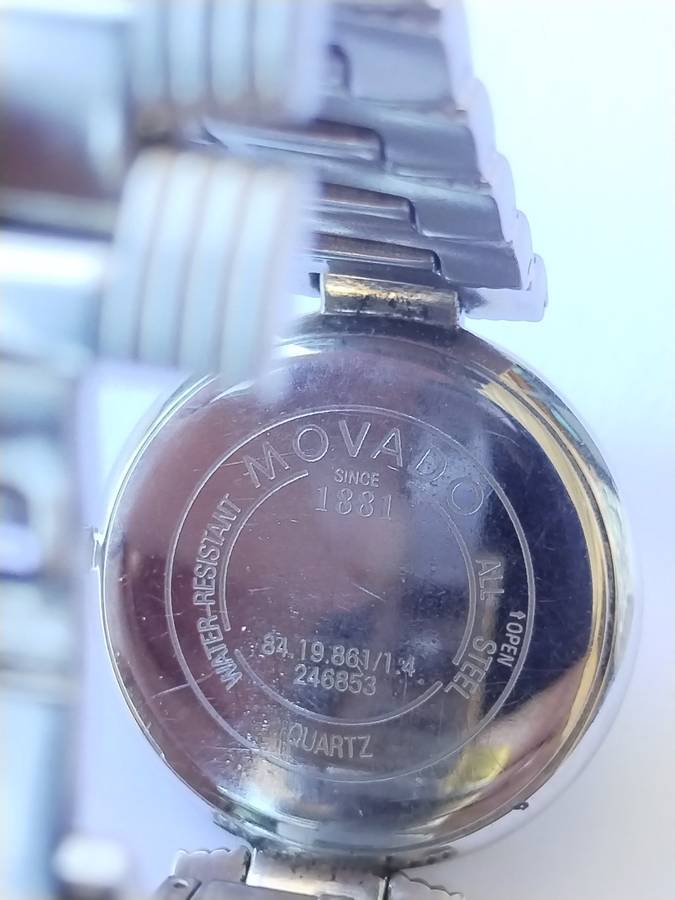 MOVADO
SINCE
1881
WATER-RESISTANT
ALL STEEL
↑OPEN
84.19.861/1.4
246853
QUARTZ